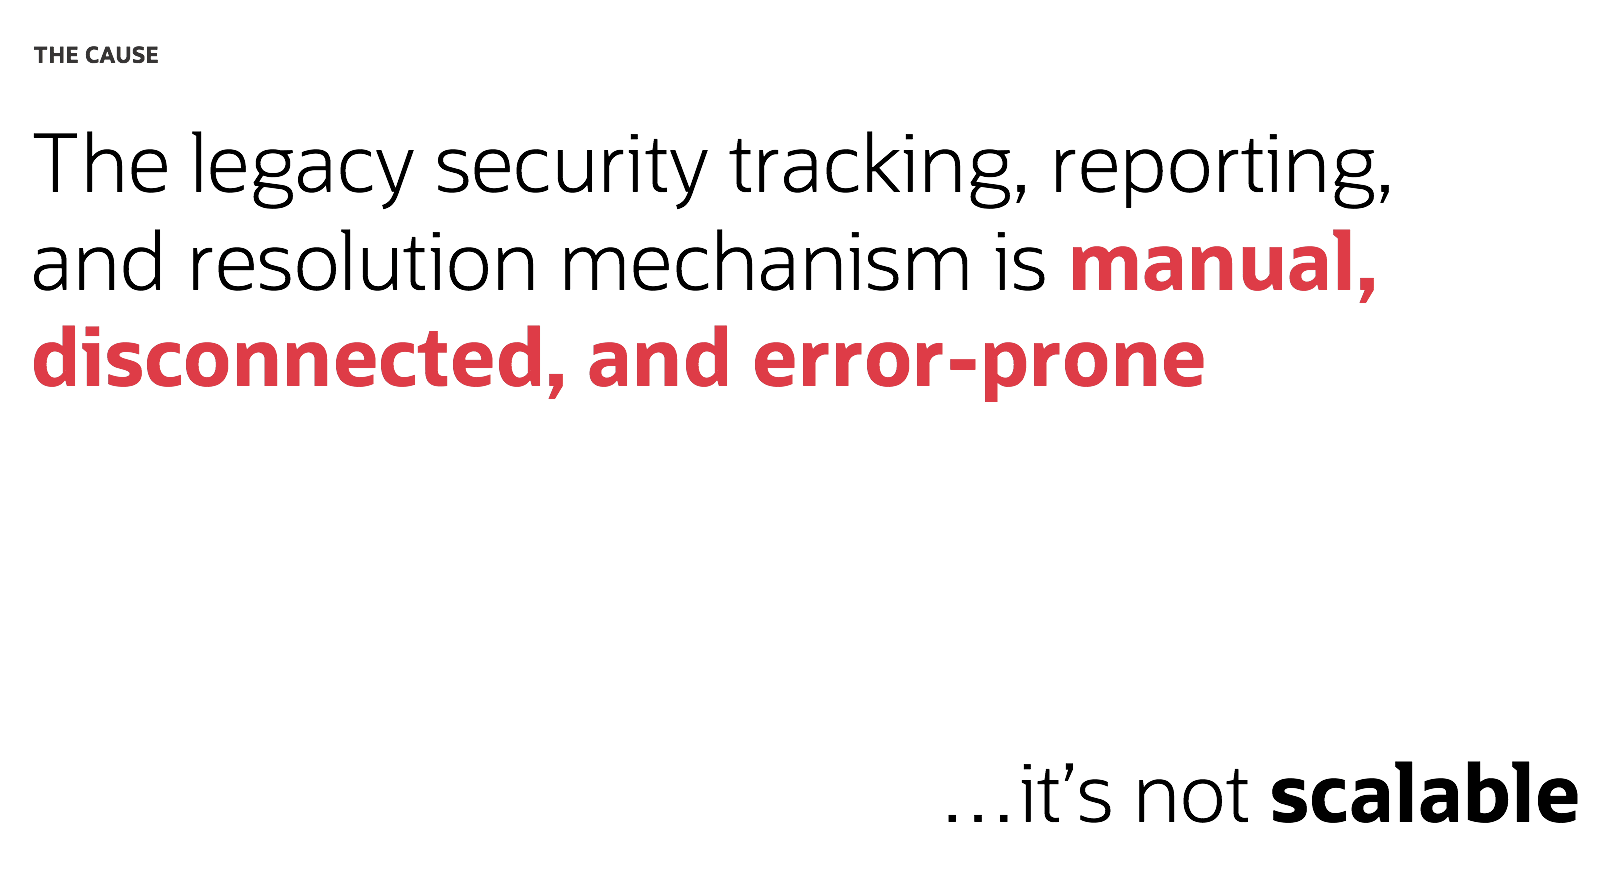 THE CAUSE
The legacy security tracking, reporting,
and resolution mechanism is manual,
disconnected, and error-prone
…it’s not scalable